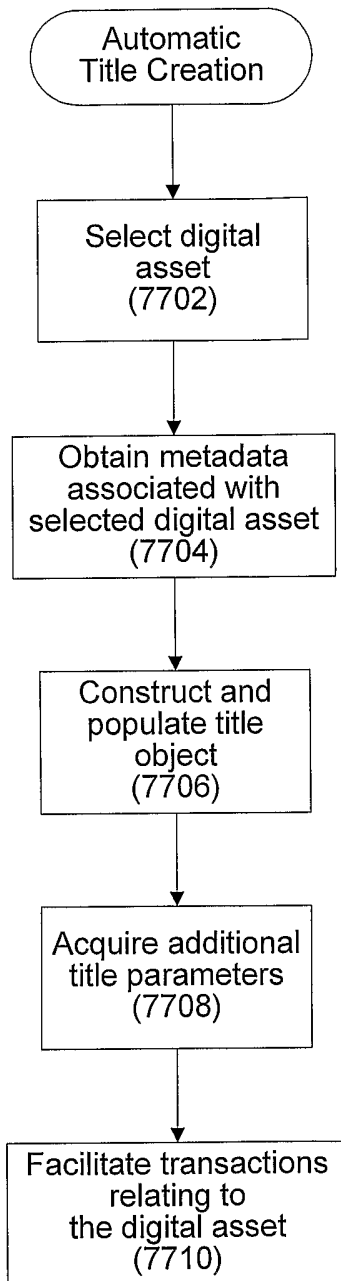 Automatic
Title Creation
Select digital
asset
(7702)
Obtain metadata
associated with
selected digital asset
(7704)
Construct and
populate title
object
(7706)
Acquire additional
title parameters
(7708)
Facilitate transactions
relating to
the digital asset
(7710)